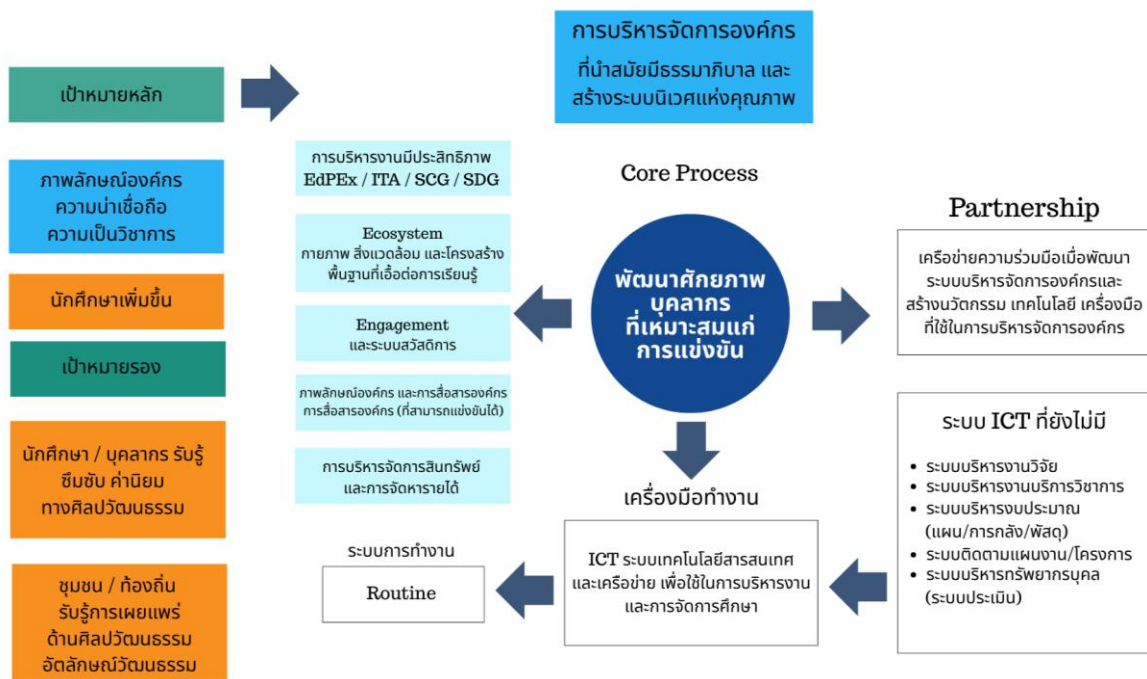 การบริหารจัดการองค์กร
ที่นำสมัยมีธรรมาภิบาล และ
สร้างระบบนิเวศแห่งคุณภาพ
เป้าหมายหลัก
ภาพลักษณ์องค์กร
ความน่าเชื่อถือ
ความเป็นวิชาการ
นักศึกษาเพิ่มขึ้น
เป้าหมายรอง
นักศึกษา / บุคลากร รับรู้
ซึมซับ ค่านิยม
ทางศิลปวัฒนธรรม
ชุมชน / ท้องถิ่น
รับรู้การเผยแพร่
ด้านศิลปวัฒนธรรม
อัตลักษณ์วัฒนธรรม
การบริหารงานมีประสิทธิภาพ
EdPEx / ITA / SCG / SDG
Ecosystem
กายภาพ สิ่งแวดล้อม และโครงสร้าง
พื้นฐานที่เอื้อต่อการเรียนรู้
Engagement
และระบบสวัสดิการ
ภาพลักษณ์องค์กร และการสื่อสารองค์กร
การสื่อสารองค์กร (ที่สามารถแข่งขันได้)
การบริหารจัดการสินทรัพย์
และการจัดหารายได้
Core Process
พัฒนาศักยภาพ
บุคลากร
ที่เหมาะสมแก่
การแข่งขัน
Partnership
เครือข่ายความร่วมมือเมื่อพัฒนา
ระบบบริหารจัดการองค์กรและ
สร้างนวัตกรรม เทคโนโลยี เครื่องมือ
ที่ใช้ในการบริหารจัดการองค์กร
ระบบ ICT ที่ยังไม่มี
• ระบบบริหารงานวิจัย
• ระบบบริหารงานบริการวิชาการ
• ระบบบริหารงบประมาณ
(แผน/การกลัง/พัสดุ)
• ระบบติดตามแผนงาน/โครงการ
• ระบบบริหารทรัพยากรบุคล
(ระบบประเมิน)
เครื่องมือทำงาน
ICT ระบบเทคโนโลยีสารสนเทศ
และเครือข่าย เพื่อใช้ในการบริหารงาน
และการจัดการศึกษา
ระบบการทำงาน
Routine